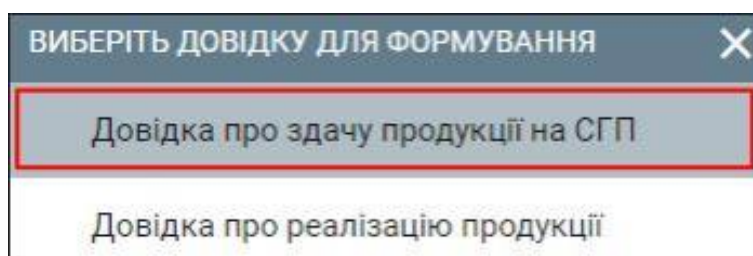 ВИБЕРІТЬ ДОВІДКУ ДЛЯ ФОРМУВАННЯ
Довідка про здачу продукції на СГП
Довідка про реалізацію продукції